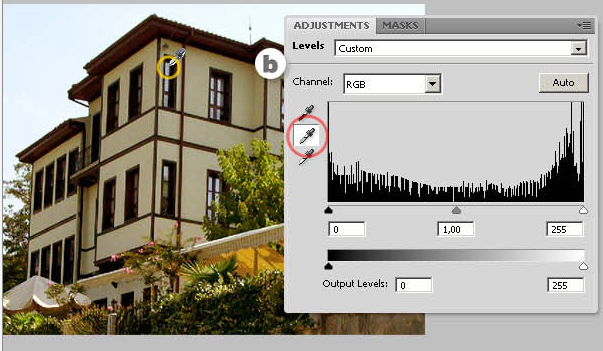 ADJUSTMENTS MASKS
Levels Custom
b
Channel: RGB Auto
0 1,00 255
Output Levels: 0 255